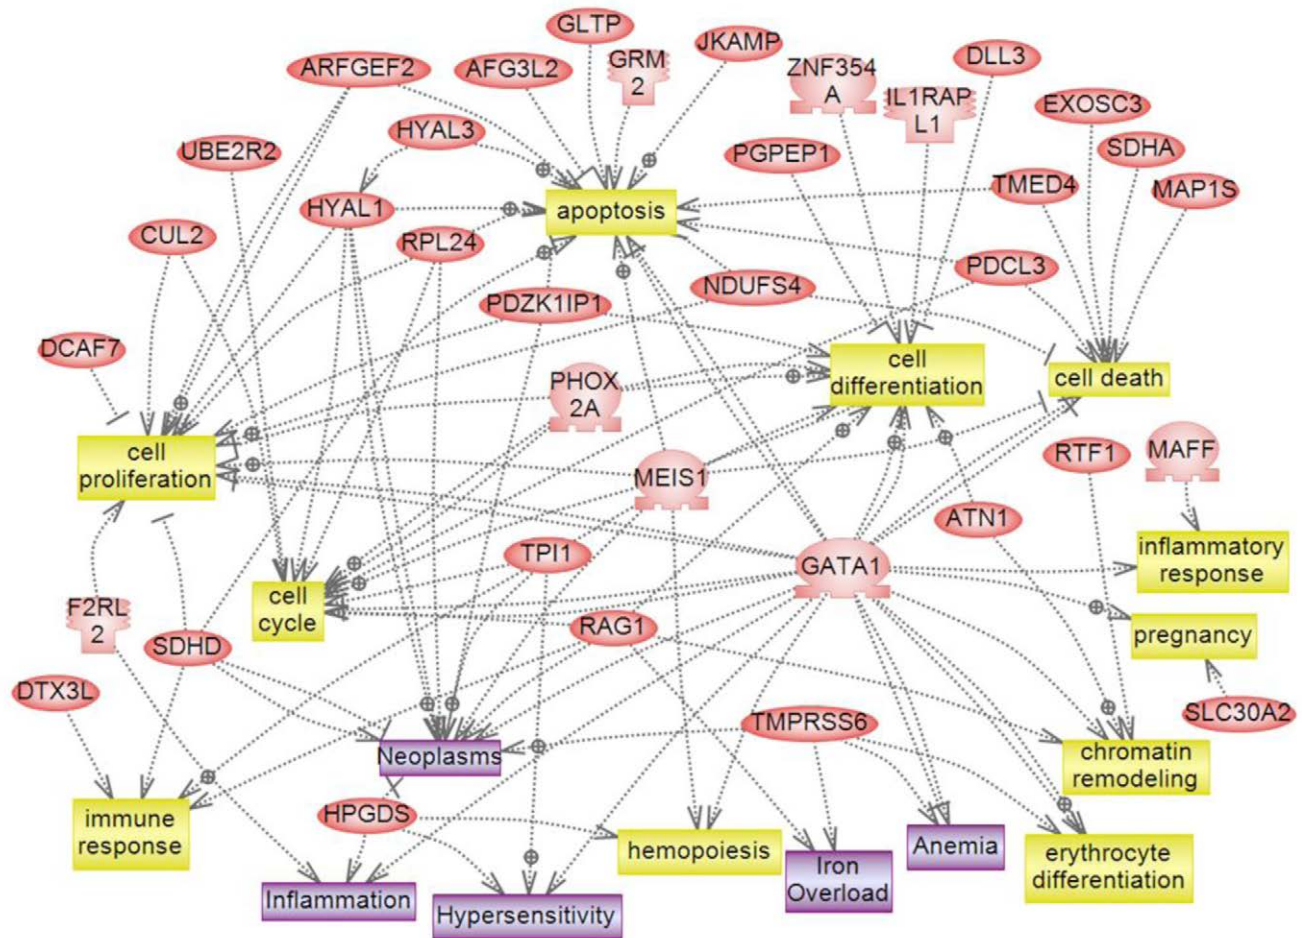 GLTP
JKAMP
ARFGEF2
AFG3L2
GRM
2
ZNF354
A
DLL3
IL1RAP
L1
EXOSC3
HYAL3
UBE2R2
PGPEP1
SDHA
TMED4
MAP1S
HYAL1
apoptosis
CUL2
RPL24
PDCL3
NDUFS4
PDZK1IP1
DCAF7
cell
differentiation
cell death
PHOX
2A
cell
proliferation
MEIS1
RTF1
MAFF
ATN1
TPI1
GATA1
inflammatory
response
cell
cycle
F2RL
2
RAG1
pregnancy
SDHD
DTX3L
SLC30A2
TMPRSS6
Neoplasms
chromatin
remodeling
immune
response
HPGDS
hemopoiesis
Anemia
erythrocyte
differentiation
Iron
Overload
Inflammation
Hypersensitivity